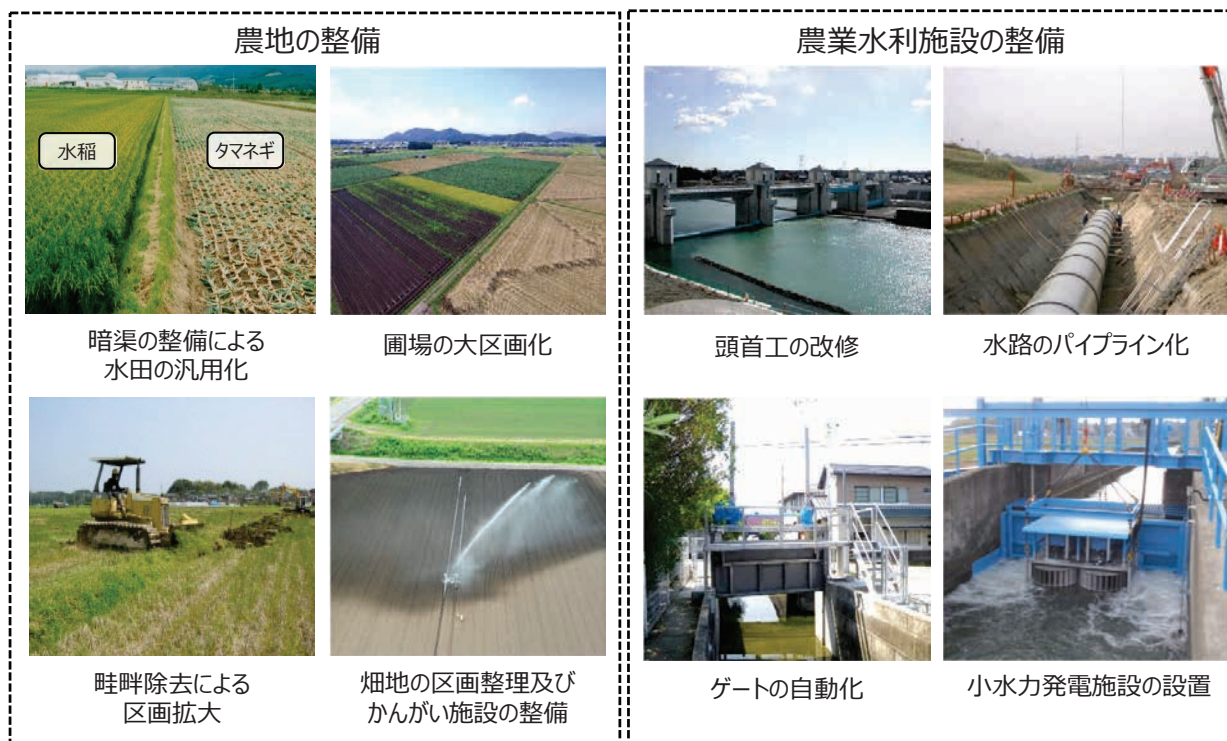 農地の整備
水稲
タマネギ
暗渠の整備による
水田の汎用化
圃場の大区画化
畦畔除去による
区画拡大
畑地の区画整理及び
かんがい施設の整備
農業水利施設の整備
頭首工の改修
水路のパイプライン化
ゲートの自動化
小水力発電施設の設置